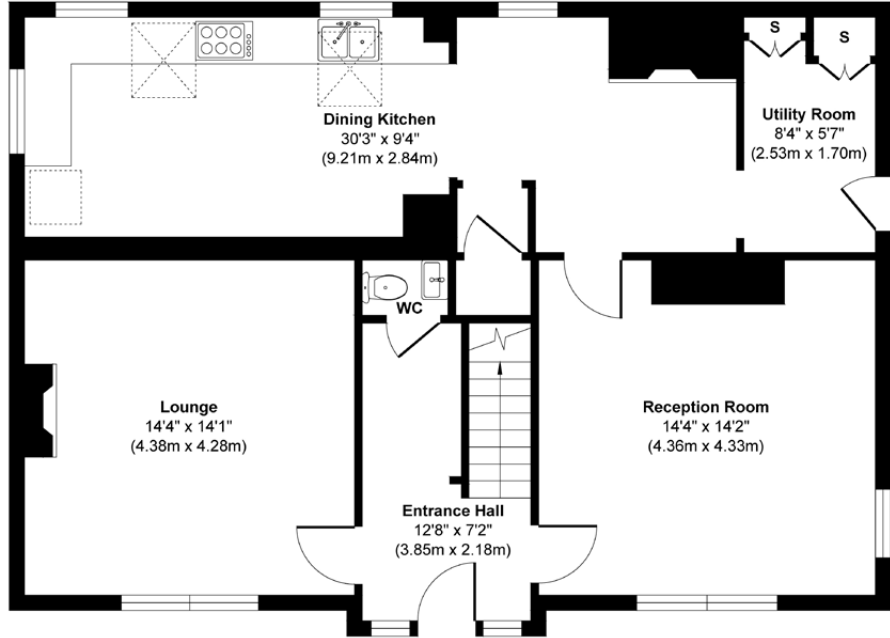 S
S
Dining Kitchen
30'3" x 9'4"
(9.21m x 2.84m)
Utility Room
8'4" x 5'7"
(2.53m x 1.70m)
WC
Lounge
14'4" x 14'1"
(4.38m x 4.28m)
Reception Room
14'4" x 14'2"
(4.36m x 4.33m)
Entrance Hall
12'8" x 7'2"
(3.85m x 2.18m)